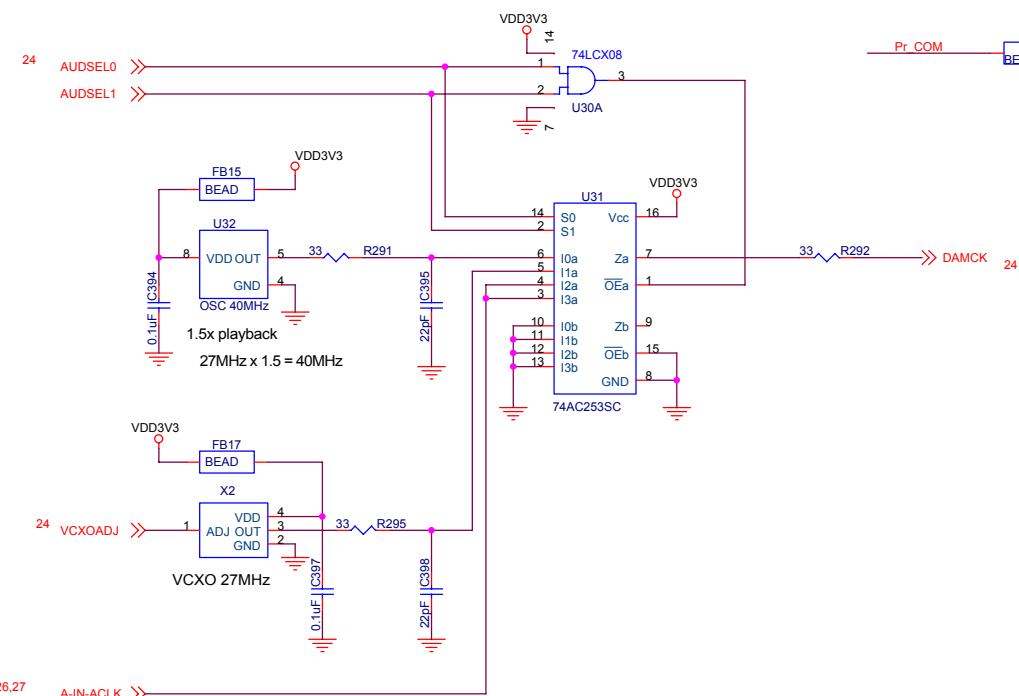 VDD3V3
14
74LCX08
Pr_COM
BE
24
AUDSEL0
1
3
AUDSEL1
2
U30A
7
VDD3V3
FB15
BEAD
VDD3V3
U31
U32
14
S0
Vcc
16
2
S1
8
VDD
OUT
5
33
R291
6
I0a
Za
7
33
R292
DAMCK
24
5
I1a
GND
4
4
I2a
OEa
1
3
I3a
C394
0.1uF
OSC 40MHz
C395
22pF
10
I0b
Zb
9
1.5x playback
11
I1b
12
I2b
OEb
15
27MHz x 1.5 = 40MHz
13
I3b
GND
8
74AC253SC
VDD3V3
FB17
BEAD
X2
VDD
4
24
VCXOADJ
1
ADJ
OUT
3
33
R295
GND
2
VCXO 27MHz
C397
0.1uF
C398
22pF
26,27
A-IN-ACLK